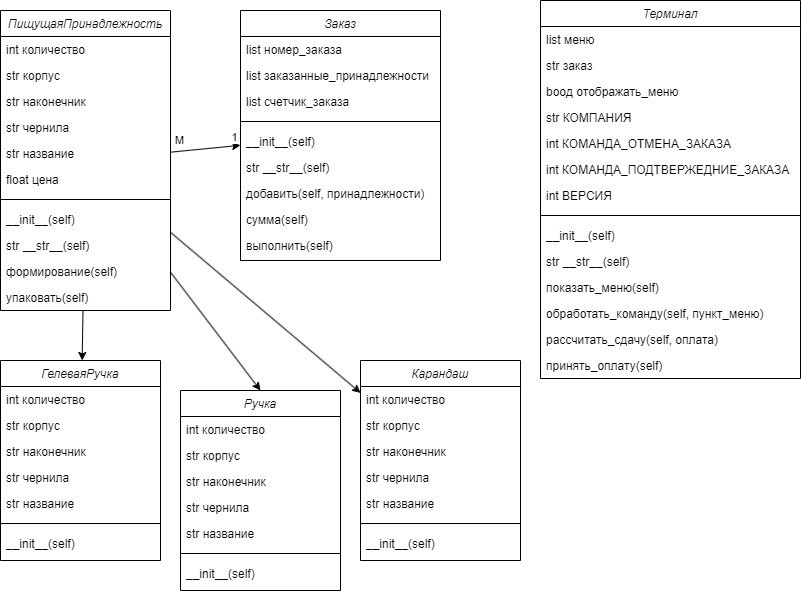 ПищущаяПринадлежность
int количество
str корпус
str наконечник
str чернила
str название
float цена
__init__(self)
str __str__(self)
формирование(self)
упаковать(self)
M
1
Заказ
list номер_заказа
list заказанные_принадлежности
list счетчик_заказа
__init__(self)
str __str__(self)
добавить(self, принадлежности)
сумма(self)
выполнить(self)
Терминал
list меню
str заказ
boоd отображать_меню
str КОМПАНИЯ
int КОМАНДА_ОТМЕНА_ЗАКАЗА
int КОМАНДА_ПОДТВЕРЖЕДНИЕ_ЗАКАЗА
int ВЕРСИЯ
__init__(self)
str __str__(self)
показать_меню(self)
обработать_команду(self, пункт_меню)
рассчитать_сдачу(self, оплата)
принять_оплату(self)
ГелеваяРучка
int количество
str корпус
str наконечник
str чернила
str название
__init__(self)
Ручка
int количество
str корпус
str наконечник
str чернила
str название
__init__(self)
Карандаш
int количество
str корпус
str наконечник
str чернила
str название
__init__(self)